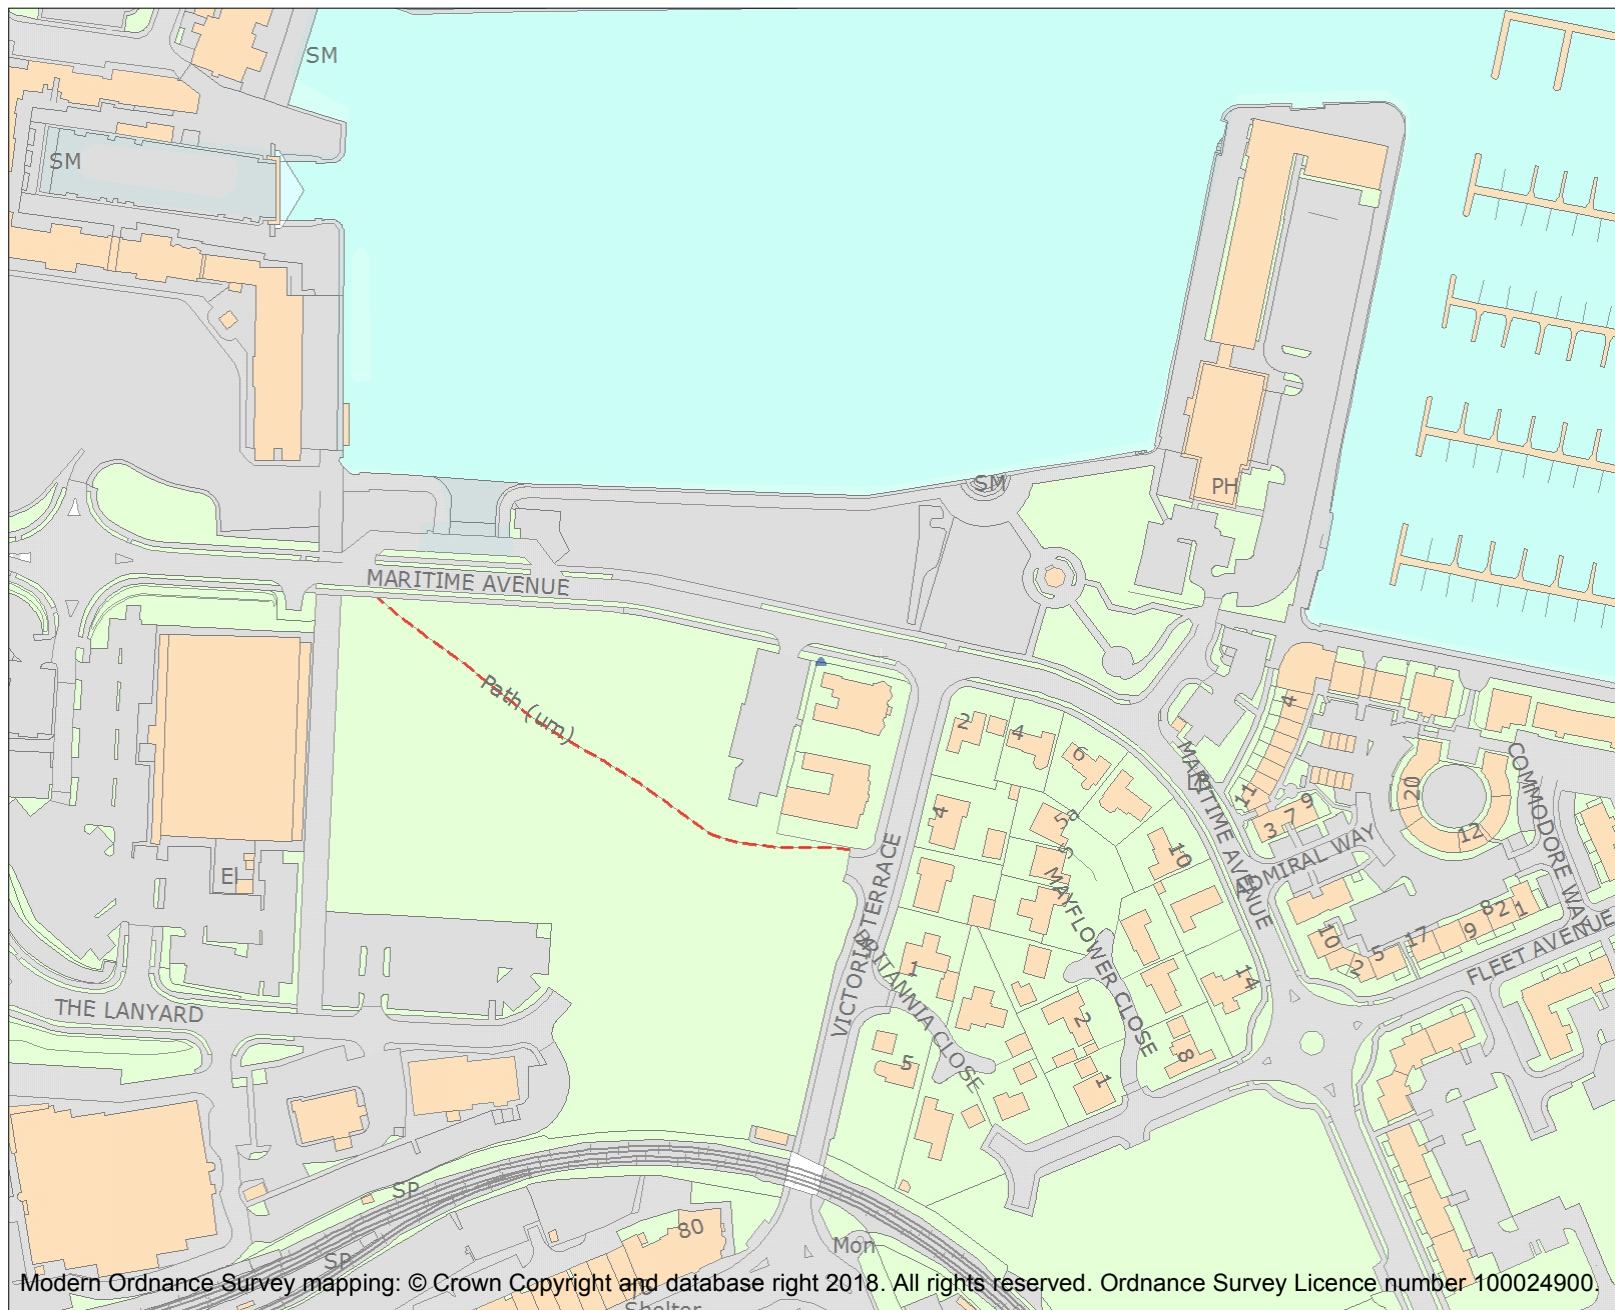 SM
SM
SM
PH
MARITIME AVENUE
Path (um)
2
4
6
4
5a
5
10
14
8
1
2
1
5
MAYFLOWER CLOSE
BRITANNIA CLOSE
VICTORIA TERRACE
MARITIME AVENUE
4
11
3
7
9
ADMIRAL WAY
20
12
COMMODORE WAY
10
2
5
17
9
8
2
1
FLEET AVENUE
El
THE LANYARD
SP
SP
80
Mon
Shelter
Modern Ordnance Survey mapping: © Crown Copyright and database right 2018. All rights reserved. Ordnance Survey Licence number 100024900.